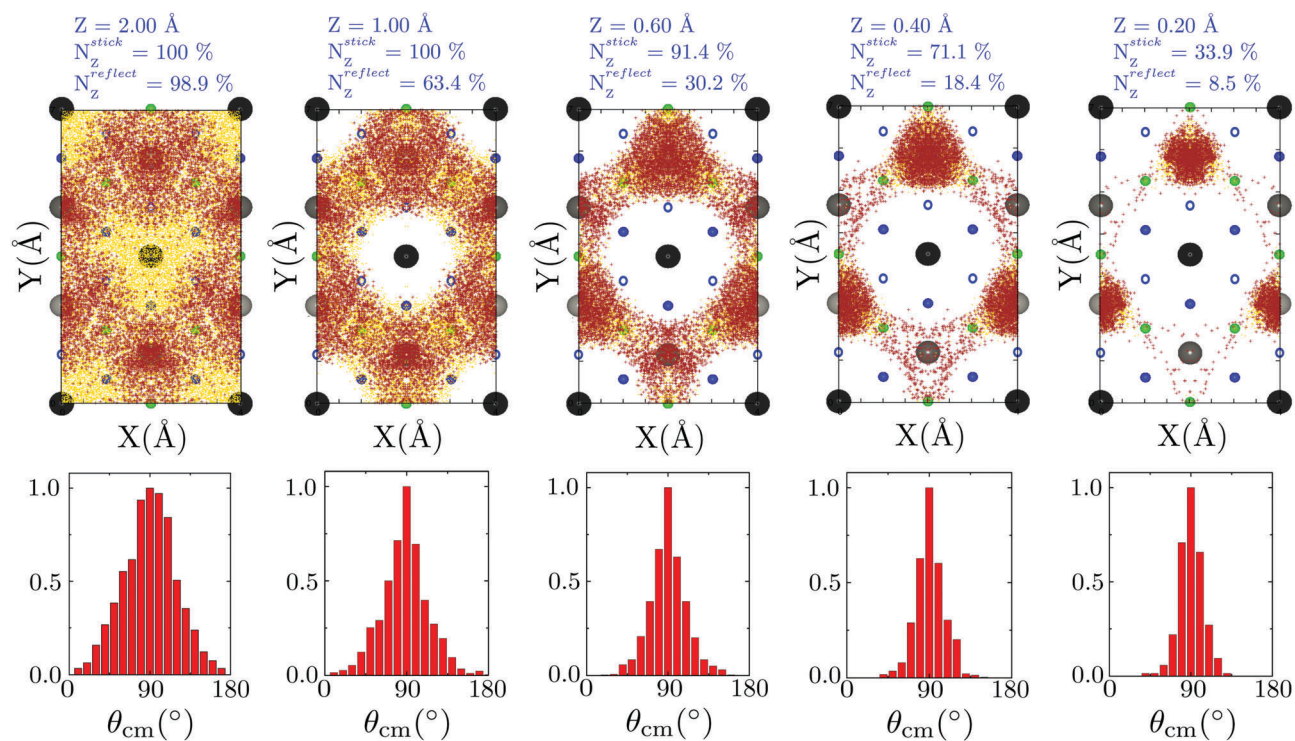 Z = 2.00 Å
N_z^stick = 100 %
N_z^reflect = 98.9 %
Z = 1.00 Å
N_z^stick = 100 %
N_z^reflect = 63.4 %
Z = 0.60 Å
N_z^stick = 91.4 %
N_z^reflect = 30.2 %
Z = 0.40 Å
N_z^stick = 71.1 %
N_z^reflect = 18.4 %
Z = 0.20 Å
N_z^stick = 33.9 %
N_z^reflect = 8.5 %
Y(Å)
Y(Å)
Y(Å)
Y(Å)
Y(Å)
X(Å)
X(Å)
X(Å)
X(Å)
X(Å)
1.0
0.5
0.0
0 90 180
θcm(°)
1.0
0.5
0.0
0 90 180
θcm(°)
1.0
0.5
0.0
0 90 180
θcm(°)
1.0
0.5
0.0
0 90 180
θcm(°)
1.0
0.5
0.0
0 90 180
θcm(°)